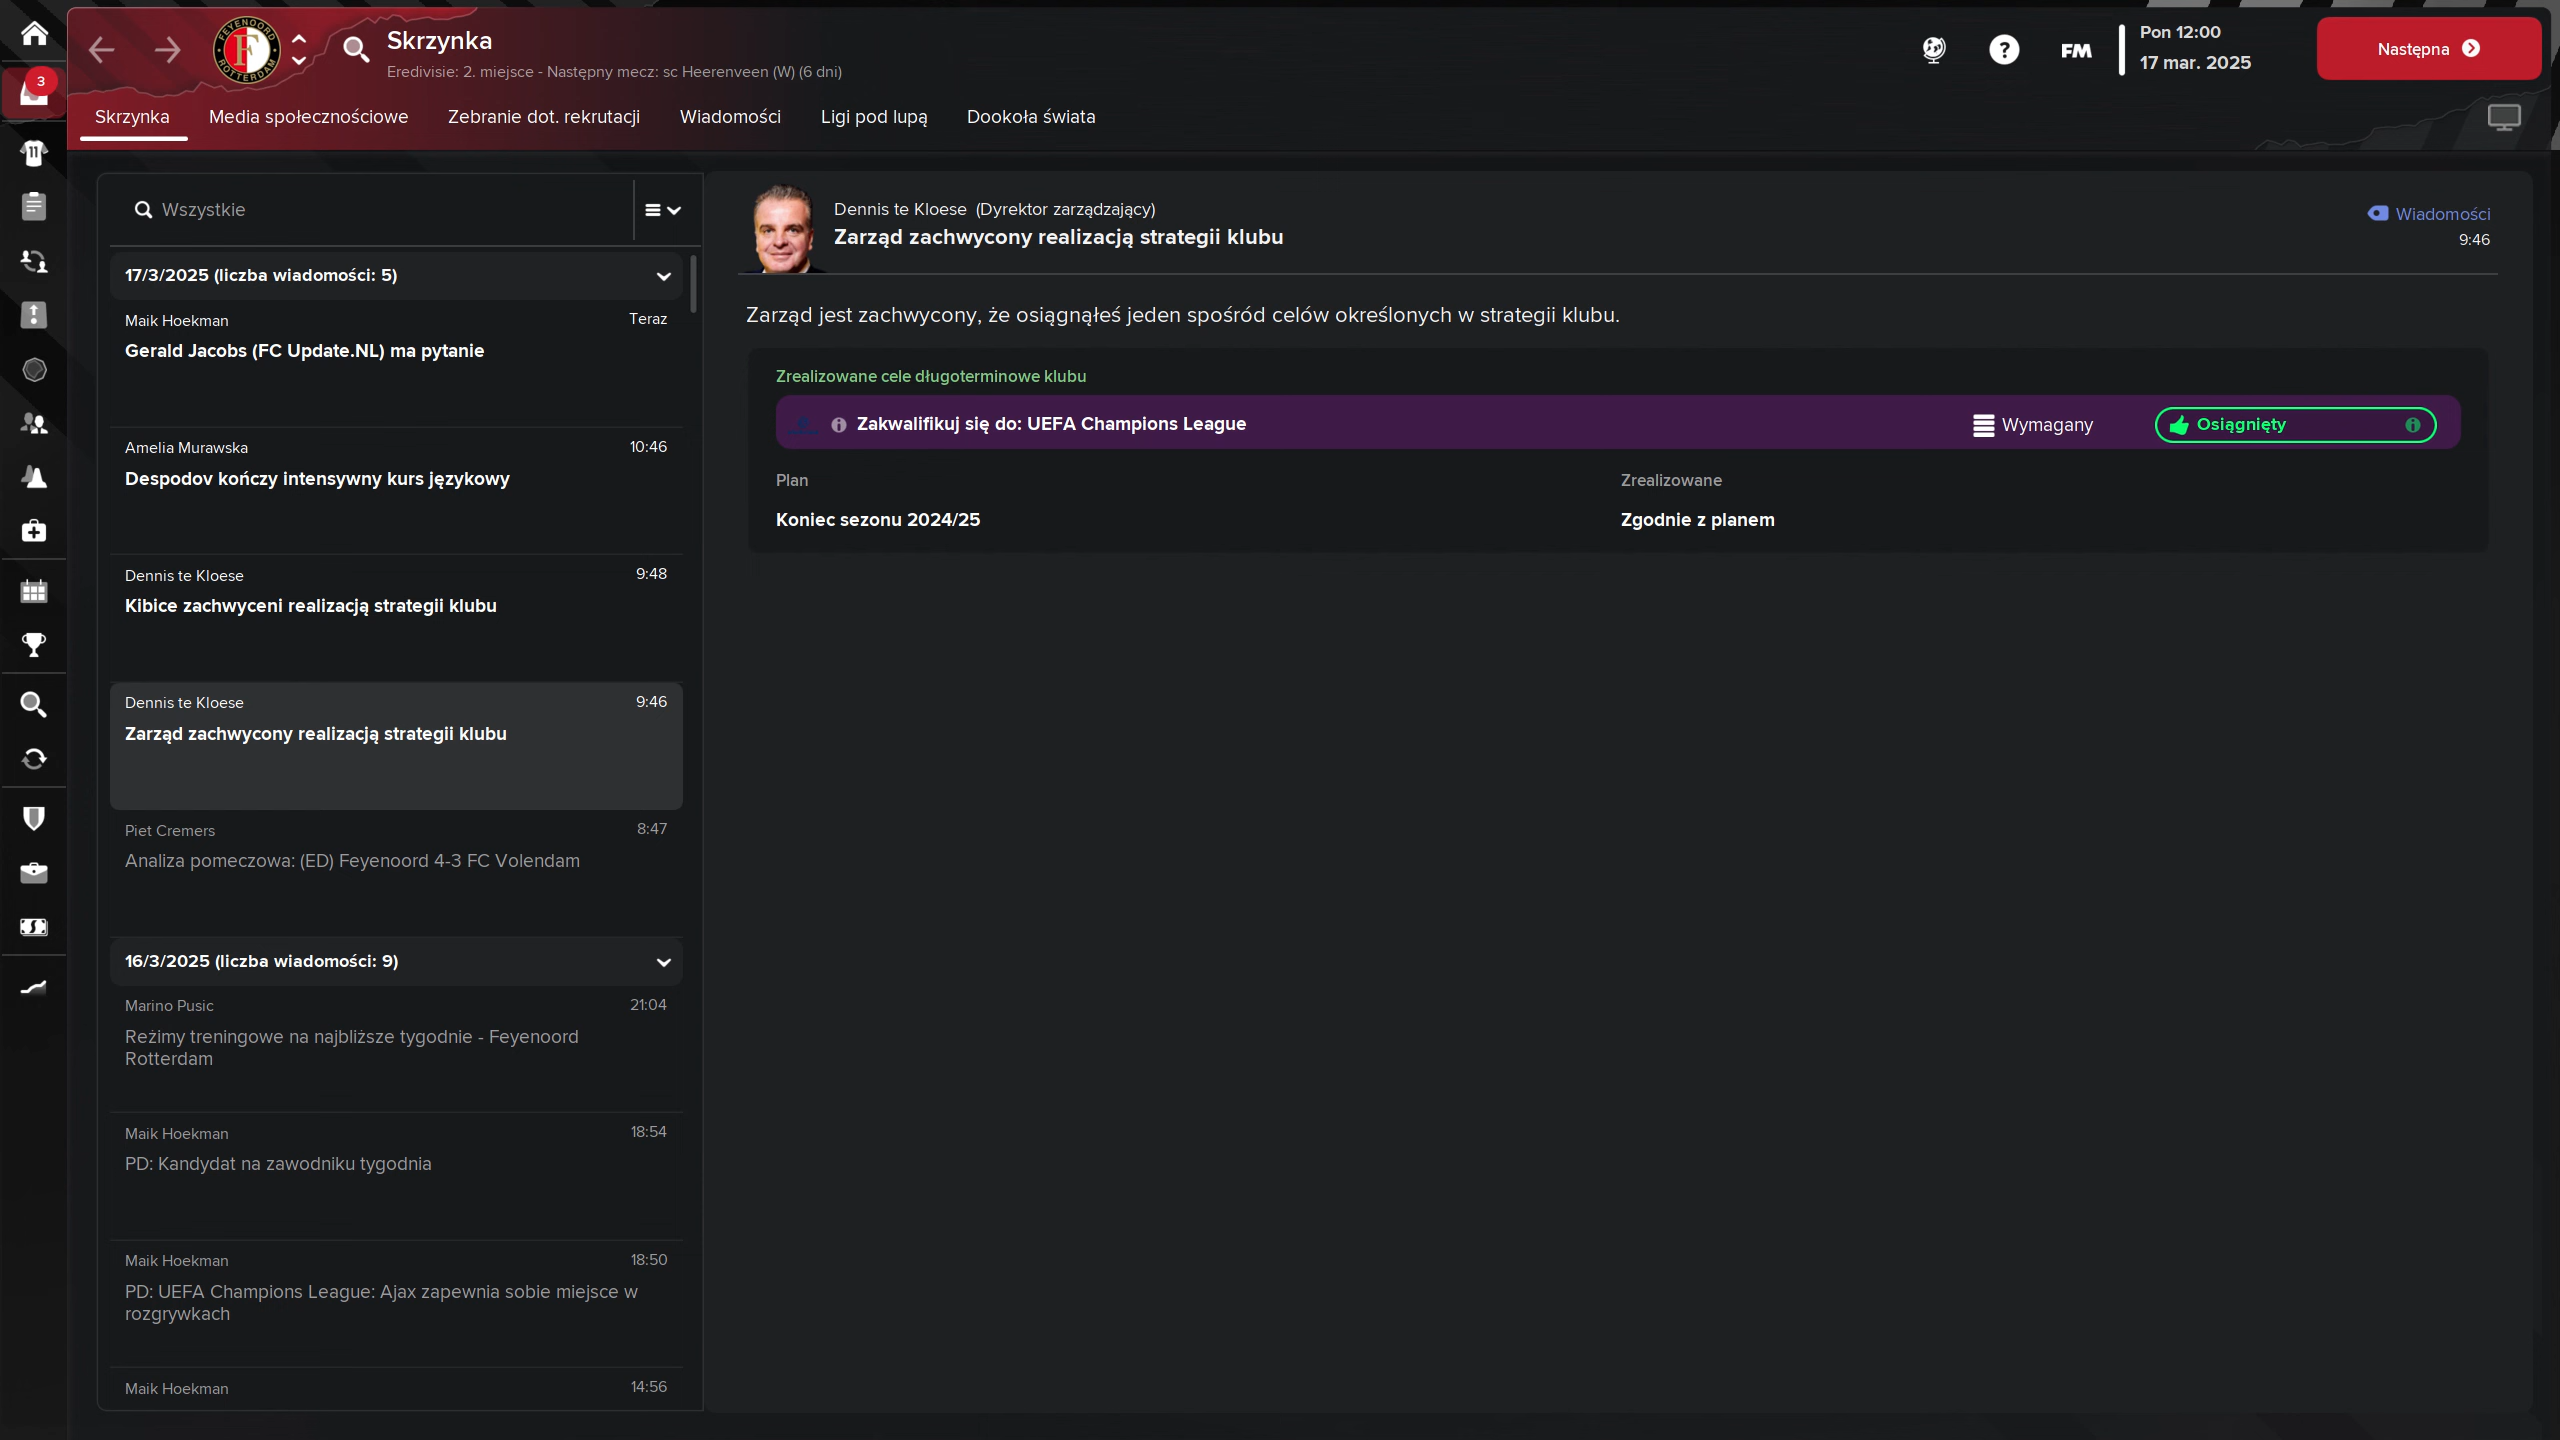 Skrzynka
Eredivisie: 2. miejsce - Następny mecz: sc Heerenveen (W) (6 dni)
FM
Pon 12:00
17 mar. 2025
Następna
3
Skrzynka
Media społecznościowe
Zebranie dot. rekrutacji
Wiadomości
Ligi pod lupą
Dookoła świata
Wszystkie
17/3/2025 (liczba wiadomości: 5)
Maik Hoekman
Teraz
Gerald Jacobs (FC Update.NL) ma pytanie
Amelia Murawska
10:46
Despodov kończy intensywny kurs językowy
Dennis te Kloese
9:48
Kibice zachwyceni realizacją strategii klubu
Dennis te Kloese
9:46
Zarząd zachwycony realizacją strategii klubu
Piet Cremers
8:47
Analiza pomeczowa: (ED) Feyenoord 4-3 FC Volendam
16/3/2025 (liczba wiadomości: 9)
Marino Pusic
21:04
Reżimy treningowe na najbliższe tygodnie - Feyenoord
Rotterdam
Maik Hoekman
18:54
PD: Kandydat na zawodniku tygodnia
Maik Hoekman
18:50
PD: UEFA Champions League: Ajax zapewnia sobie miejsce w
rozgrywkach
Maik Hoekman
14:56
Dennis te Kloese (Dyrektor zarządzający)
Zarząd zachwycony realizacją strategii klubu
Wiadomości
9:46
Zarząd jest zachwycony, że osiągnąłeś jeden spośród celów określonych w strategii klubu.
Zrealizowane cele długoterminowe klubu
Zakwalifikuj się do: UEFA Champions League
Wymagany
Osiągnięty
Plan
Zrealizowane
Koniec sezonu 2024/25
Zgodnie z planem
FEYENOORD
ROTTERDAM
11